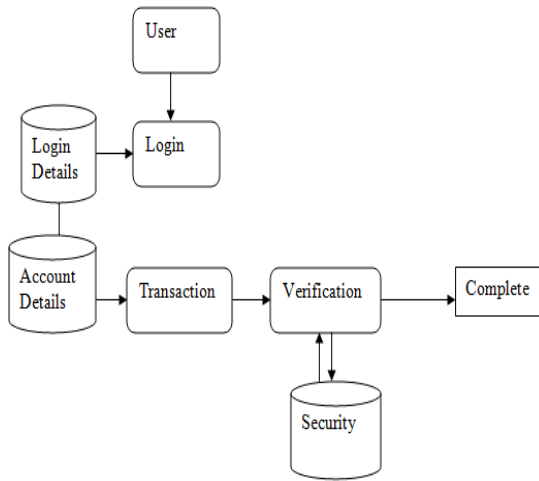 User
Login
Details
Login
Account
Details
Transaction
Verification
Complete
Security